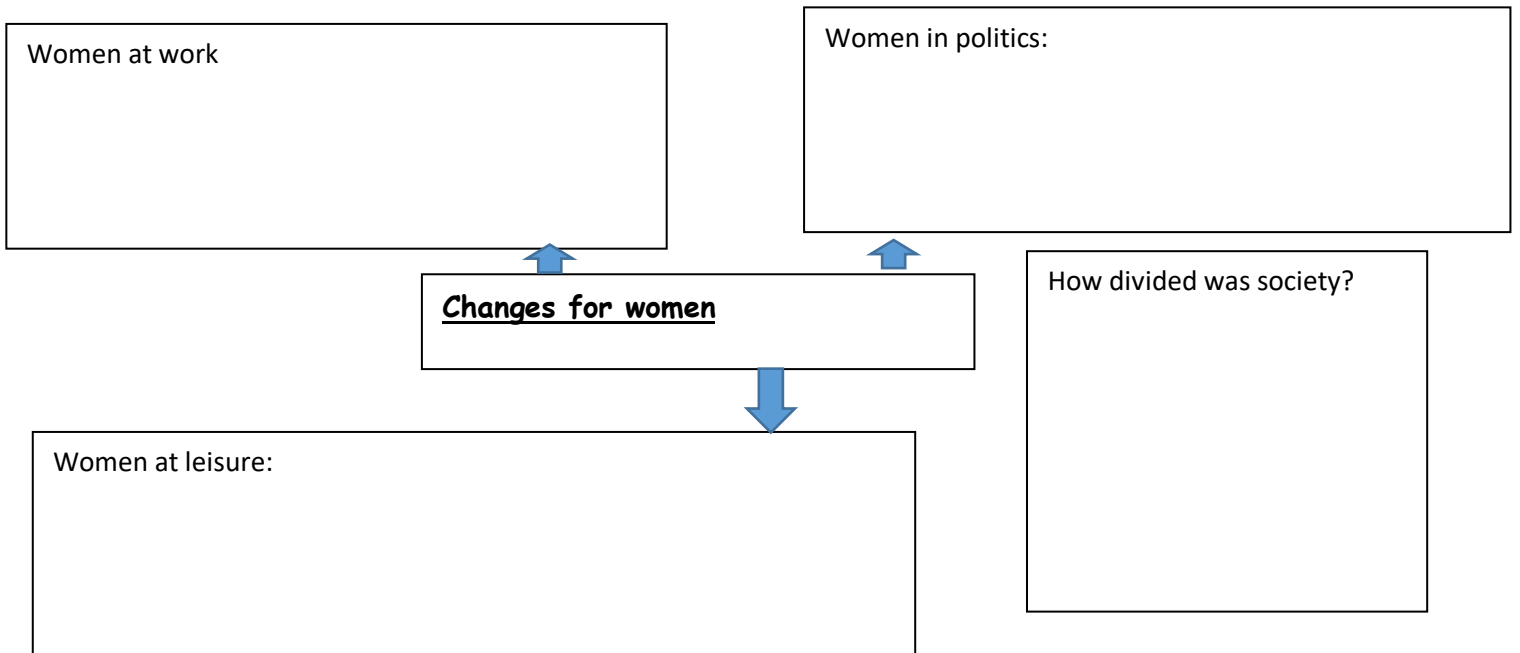 Women at work
Women in politics:
Changes for women
How divided was society?
Women at leisure: